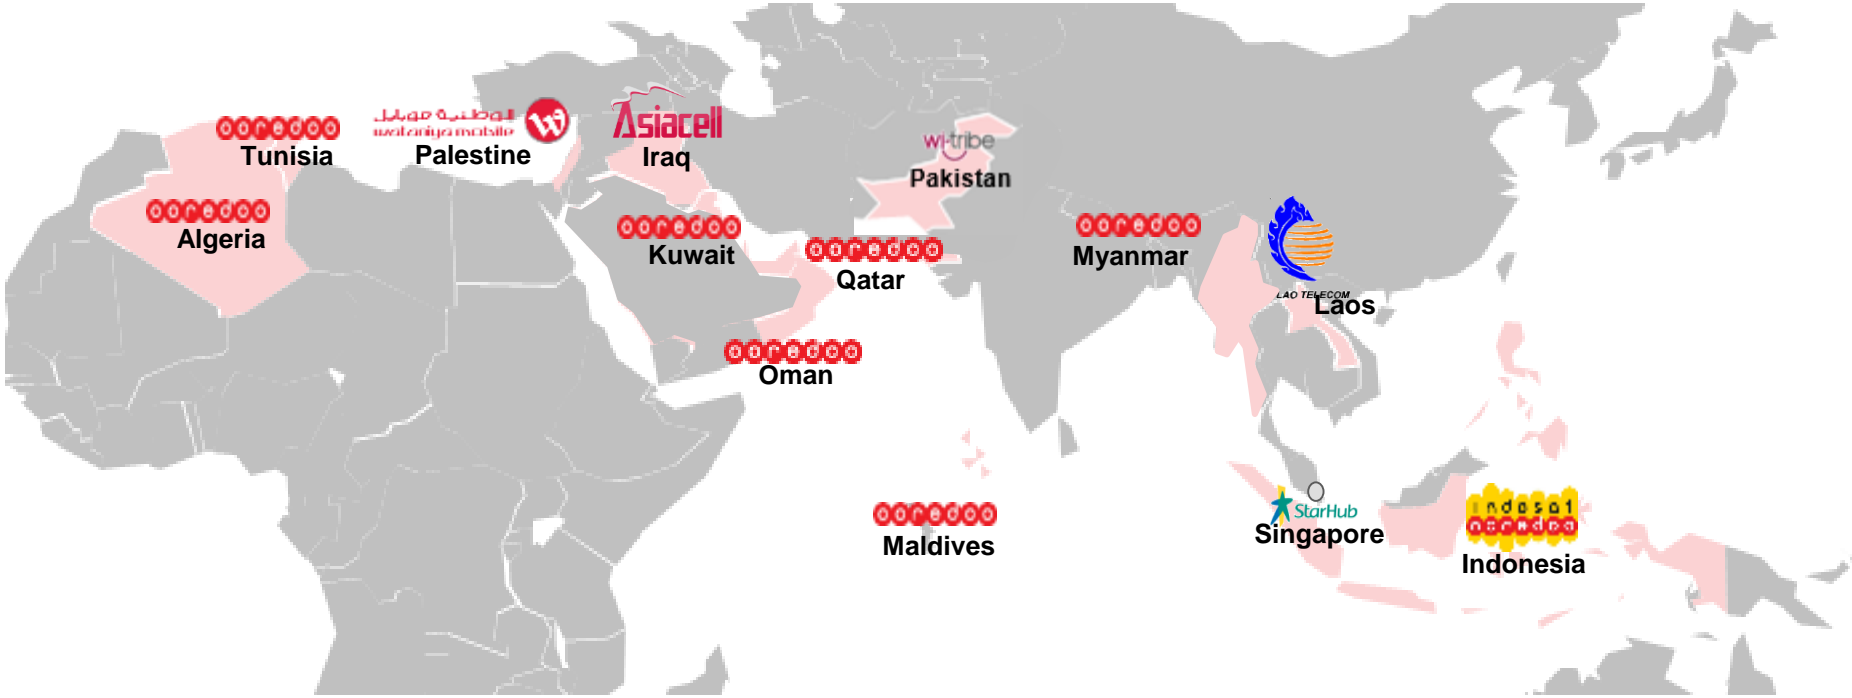 ooredoo
Tunisia
الوطنية موبايل
wataniya mobile
Palestine
Asiacell
Iraq
wi-tribe
Pakistan
ooredoo
Algeria
ooredoo
Kuwait
ooredoo
Qatar
ooredoo
Myanmar
LAO TELECOM
Laos
ooredoo
Oman
ooredoo
Maldives
StarHub
Singapore
indosat
ooredoo
Indonesia